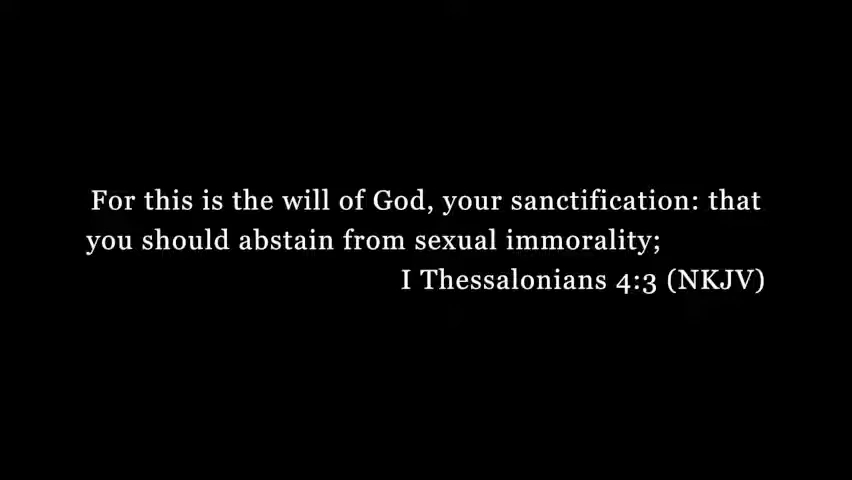 For this is the will of God, your sanctification: that
you should abstain from sexual immorality;
I Thessalonians 4:3 (NKJV)